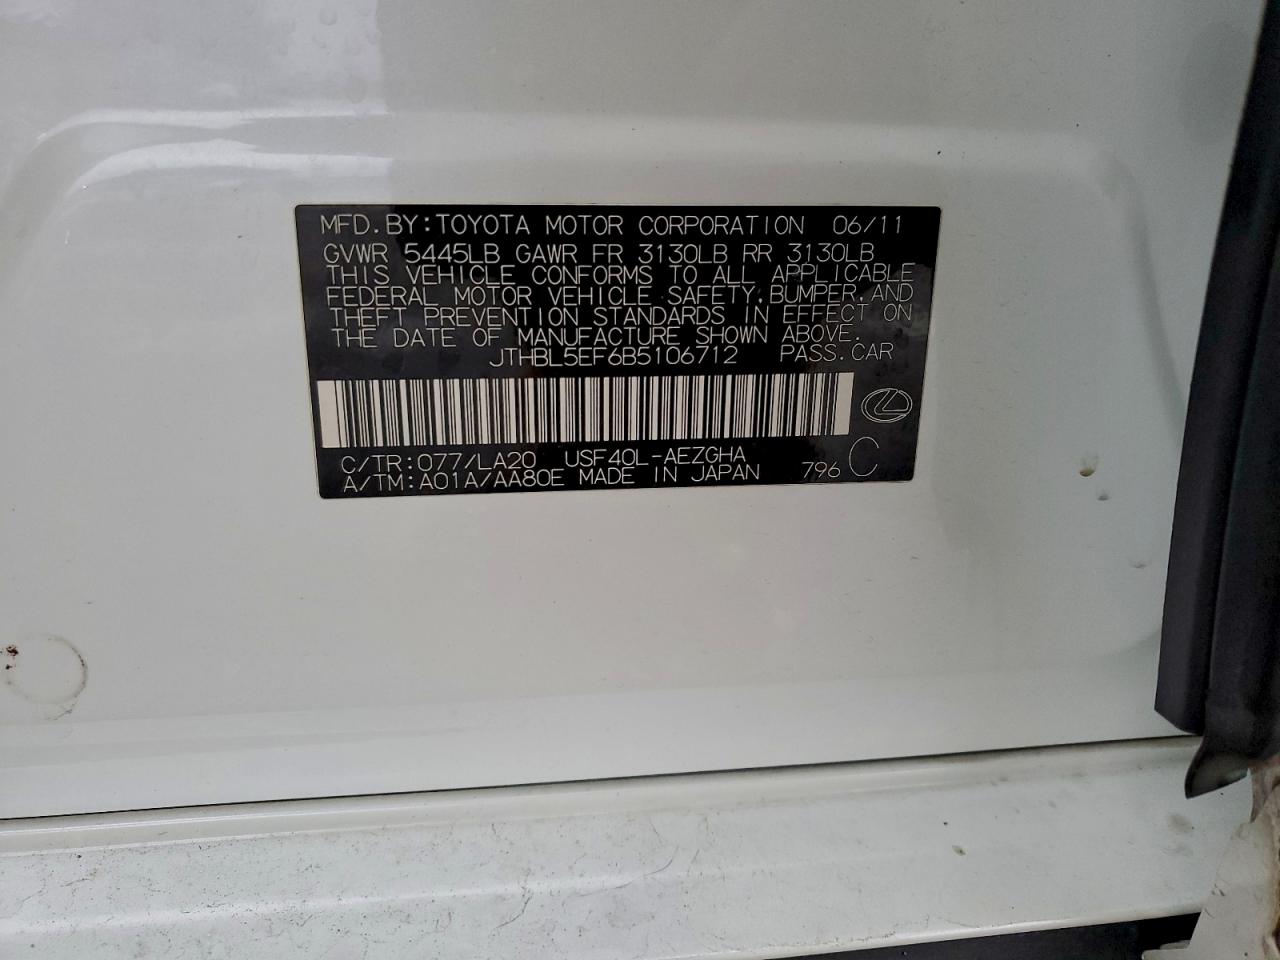 MFD.BY:TOYOTA MOTOR CORPORATION 06/11
GVWR 5445LB GAWR FR 3130LB RR 3130LB
THIS VEHICLE CONFORMS TO ALL APPLICABLE
FEDERAL MOTOR VEHICLE SAFETY,BUMPER,AND
THEFT PREVENTION STANDARDS IN EFFECT ON
THE DATE OF MANUFACTURE SHOWN ABOVE.
JTHBL5EF6B5106712 PASS.CAR
C/TR:077/LA20 USF40L-AEZGHA
A/TM:A01A/AA80E MADE IN JAPAN 796 C